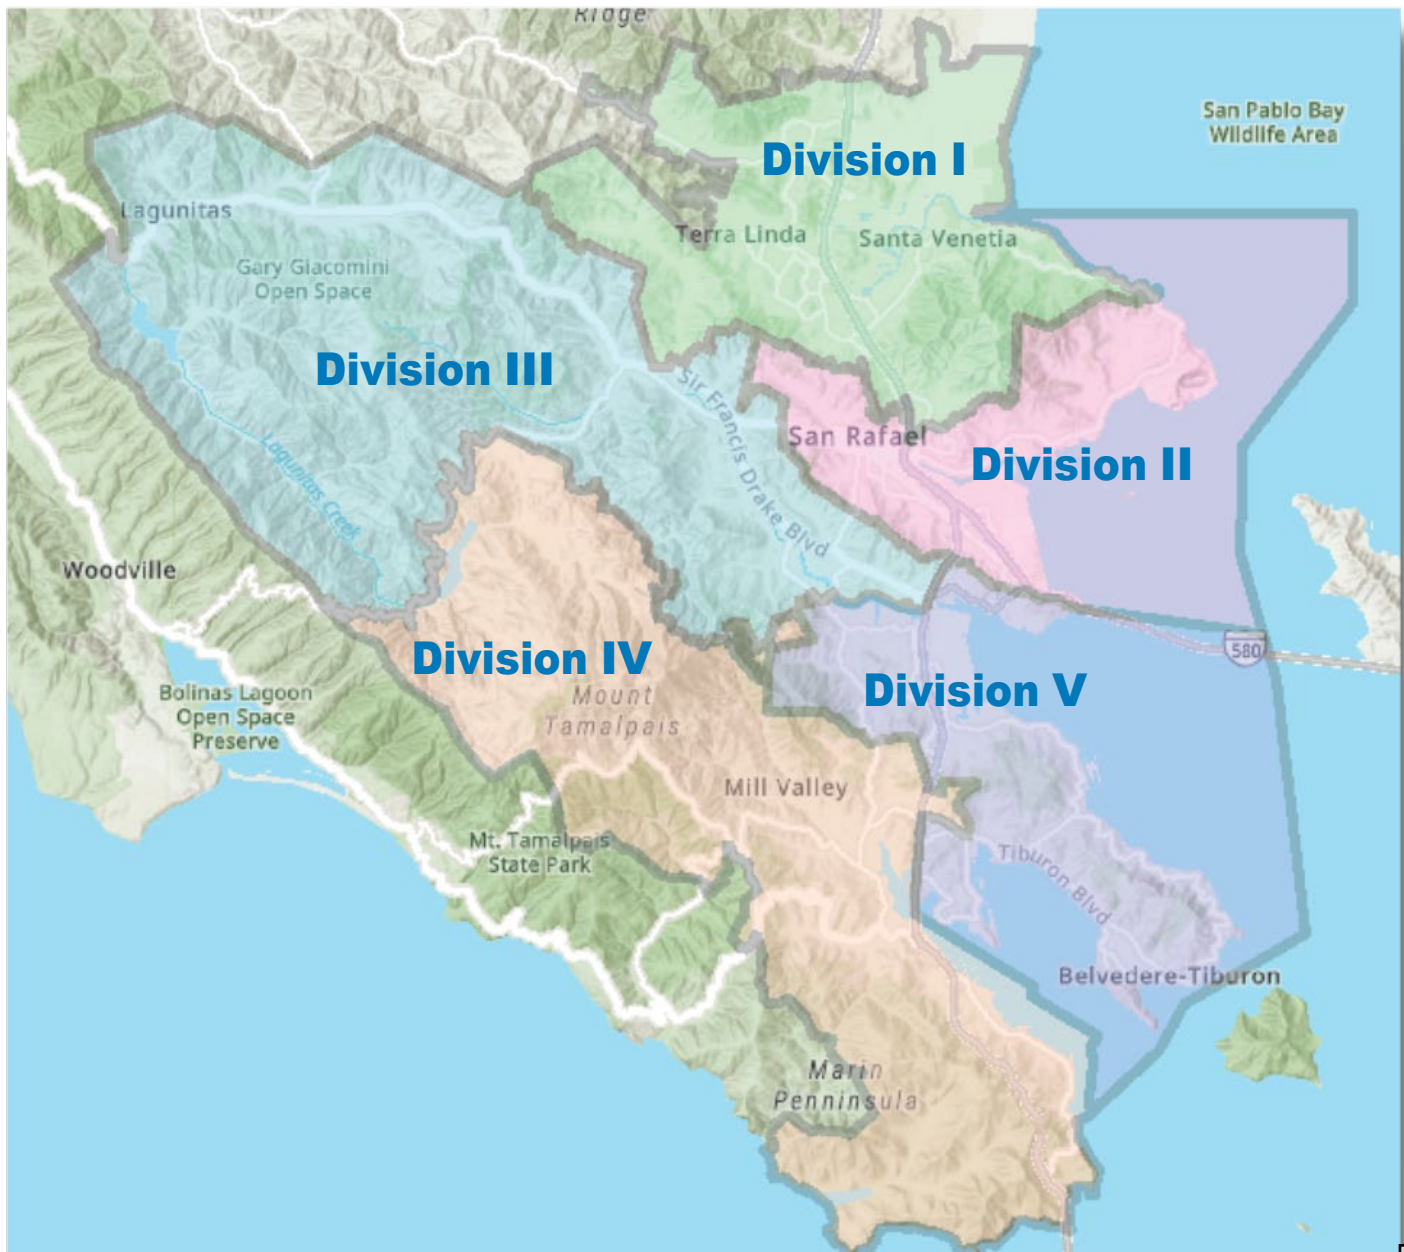 Ridge
San Pablo Bay
Wildlife Area
Division I
Lagunitas
Terra Linda
Santa Venetia
Gary Giacomini
Open Space
Division III
Sir Francis Drake Blvd
San Rafael
Division II
Lagunitas Creek
Woodville
580
Division IV
Division V
Bolinas Lagoon
Open Space
Preserve
Mount
Tamalpais
Mill Valley
Mt. Tamalpais
State Park
Tiburon Blvd
Belvedere-Tiburon
Marin
Penninsula